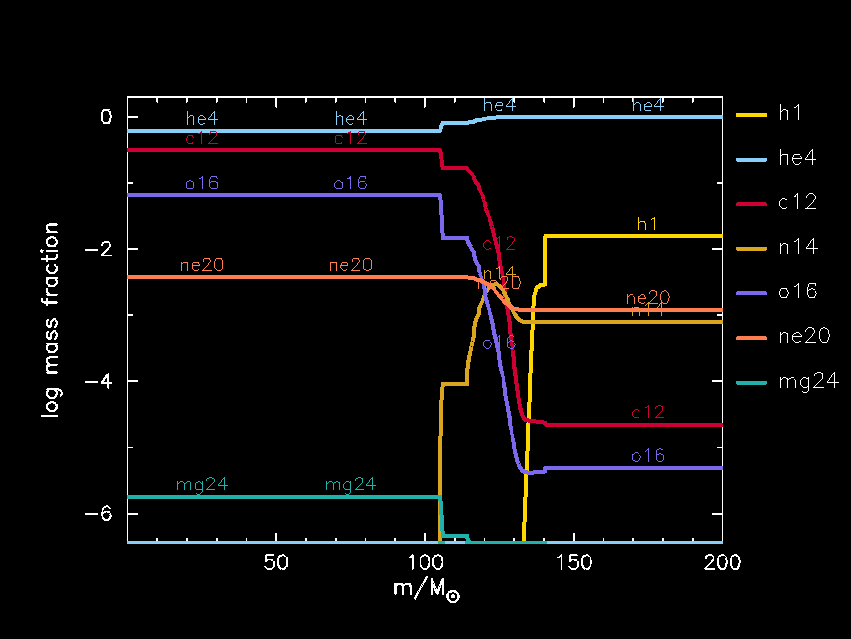 he4 he4 he4 he4
0
c12 c12
o16 o16
c12
h1
-2
ne20 ne20 n14 ne20
ne20 n14
o16
-4
c12
o16
mg24 mg24
-6
50 100 150 200
m/M⊙
log mass fraction
h1
he4
c12
n14
o16
ne20
mg24